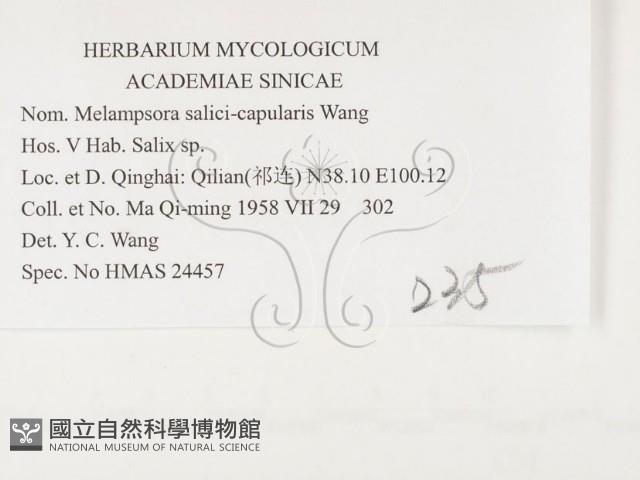 HERBARIUM MYCOLOGICUM
ACADEMIAE SINICAE
Nom. Melampsora salici-capularis Wang
Hos. V Hab. Salix sp.
Loc. et D. Qinghai: Qilian(祁连) N38.10 E100.12
Coll. et No. Ma Qi-ming 1958 VII 29 302
Det. Y. C. Wang
Spec. No HMAS 24457
D235
國立自然科學博物館
NATIONAL MUSEUM OF NATURAL SCIENCE